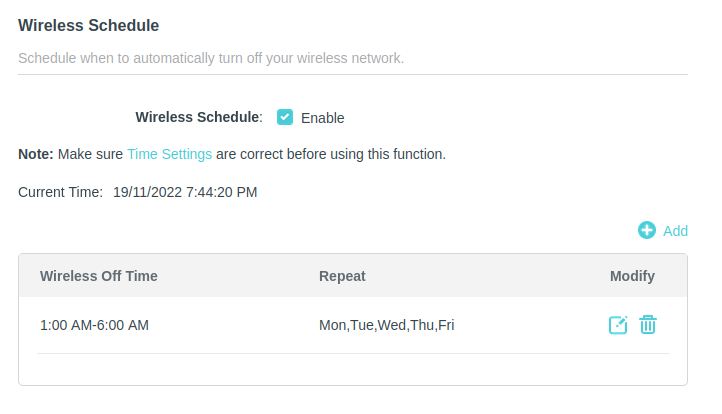 Wireless Schedule
Schedule when to automatically turn off your wireless network.
Wireless Schedule: Enable
Note: Make sure Time Settings are correct before using this function.
Current Time: 19/11/2022 7:44:20 PM
Add
Wireless Off Time Repeat Modify
1:00 AM-6:00 AM Mon,Tue,Wed,Thu,Fri